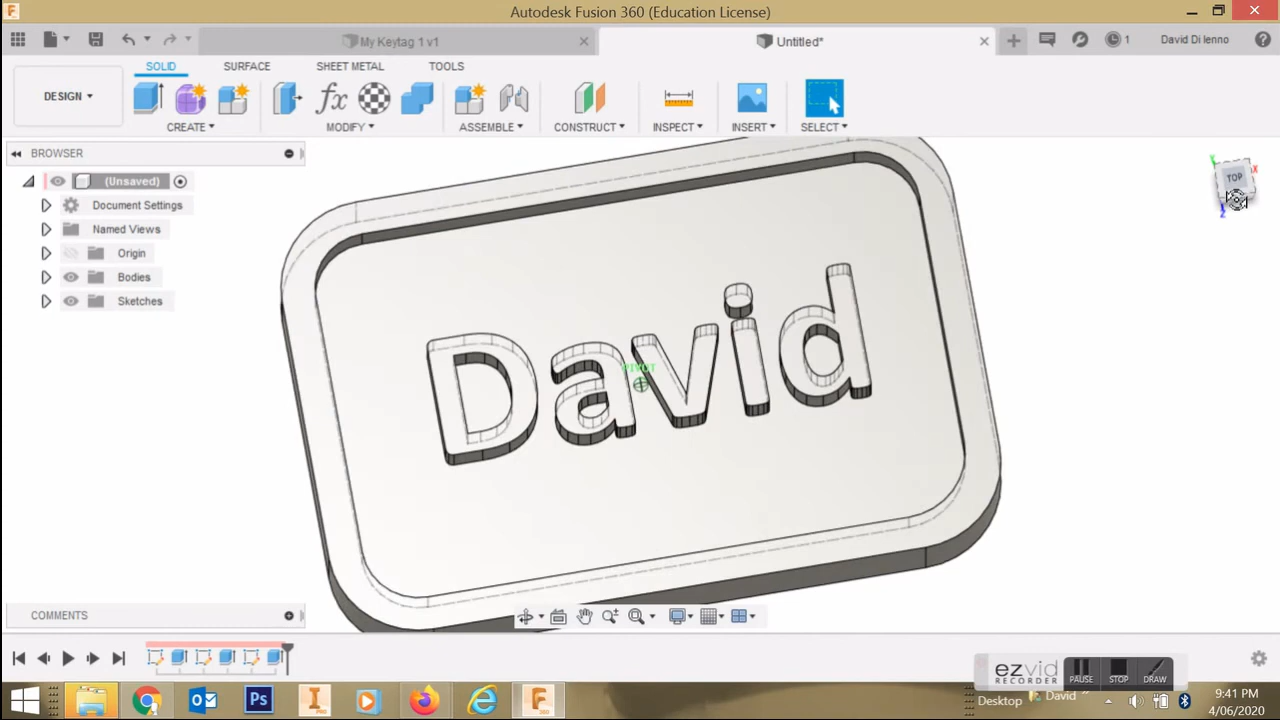 Autodesk Fusion 360 (Education License)
My Keytag 1 v1
Untitled*
1
David Di Ienno
SOLID
SURFACE
SHEET METAL
TOOLS
DESIGN
CREATE
MODIFY
ASSEMBLE
CONSTRUCT
INSPECT
INSERT
SELECT
BROWSER
(Unsaved)
Document Settings
Named Views
Origin
Bodies
Sketches
TOP
X
Y
Z
David
PIVOT
COMMENTS
ezvid
RECORDER
PAUSE
STOP
DRAW
Desktop
David
Ps
9:41 PM
4/06/2020